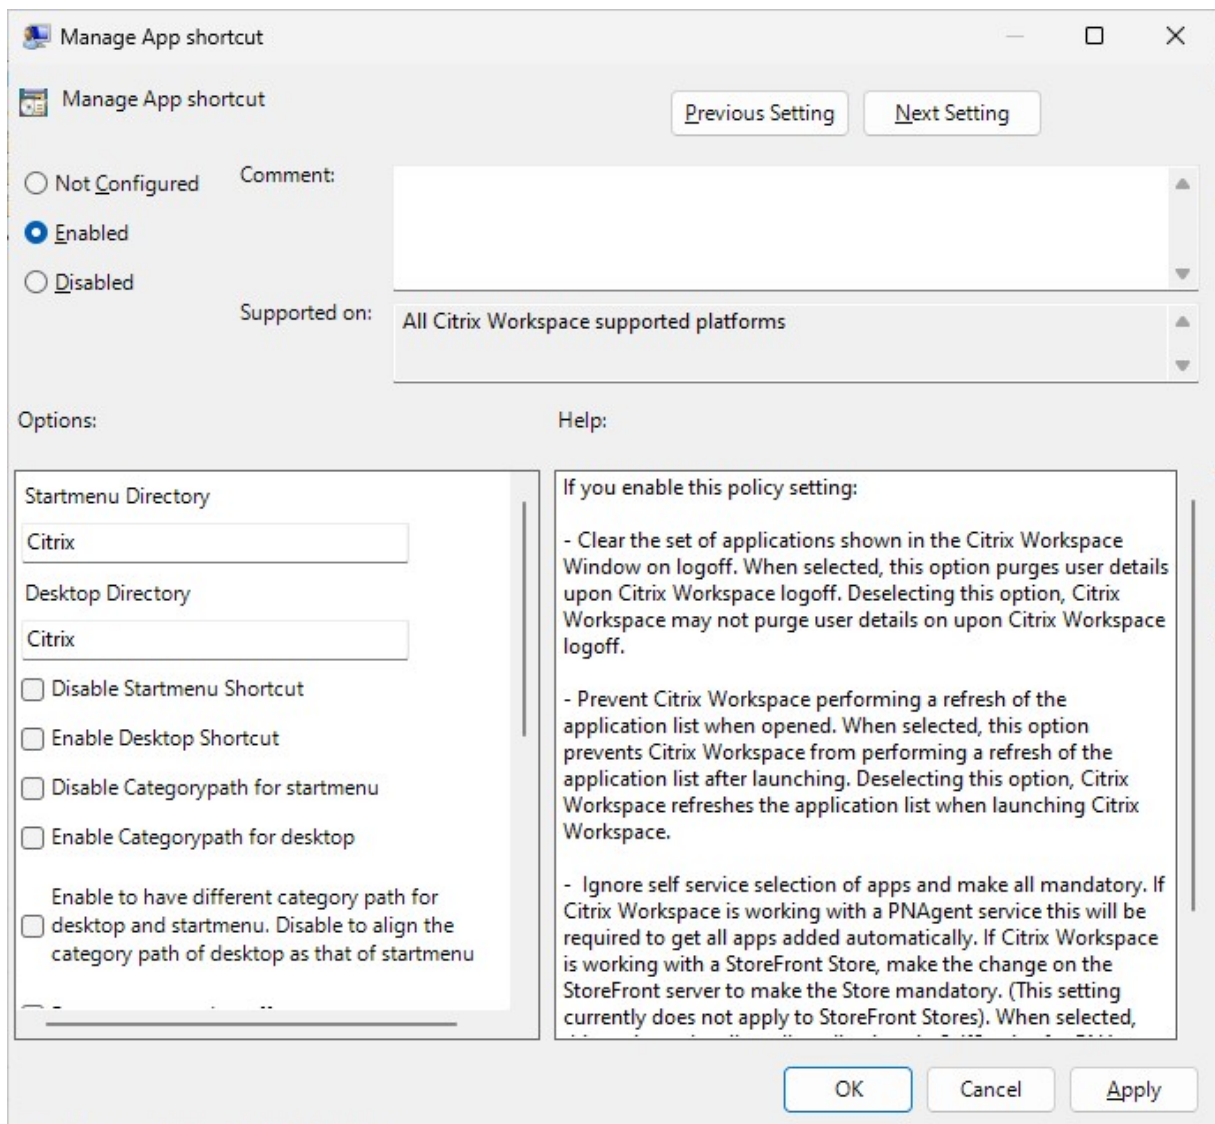 Manage App shortcut
Manage App shortcut
Previous Setting
Next Setting
Not Configured
Comment:
Enabled
Disabled
Supported on:
All Citrix Workspace supported platforms
Options:
Help:
Startmenu Directory
Citrix
Desktop Directory
Citrix
Disable Startmenu Shortcut
Enable Desktop Shortcut
Disable Categorypath for startmenu
Enable Categorypath for desktop
Enable to have different category path for
desktop and startmenu. Disable to align the
category path of desktop as that of startmenu
If you enable this policy setting:
- Clear the set of applications shown in the Citrix Workspace
Window on logoff. When selected, this option purges user details
upon Citrix Workspace logoff. Deselecting this option, Citrix
Workspace may not purge user details on upon Citrix Workspace
logoff.
- Prevent Citrix Workspace performing a refresh of the
application list when opened. When selected, this option
prevents Citrix Workspace from performing a refresh of the
application list after launching. Deselecting this option, Citrix
Workspace refreshes the application list when launching Citrix
Workspace.
- Ignore self service selection of apps and make all mandatory. If
Citrix Workspace is working with a PNAgent service this will be
required to get all apps added automatically. If Citrix Workspace
is working with a StoreFront Store, make the change on the
StoreFront server to make the Store mandatory. (This setting
currently does not apply to StoreFront Stores). When selected,
OK
Cancel
Apply